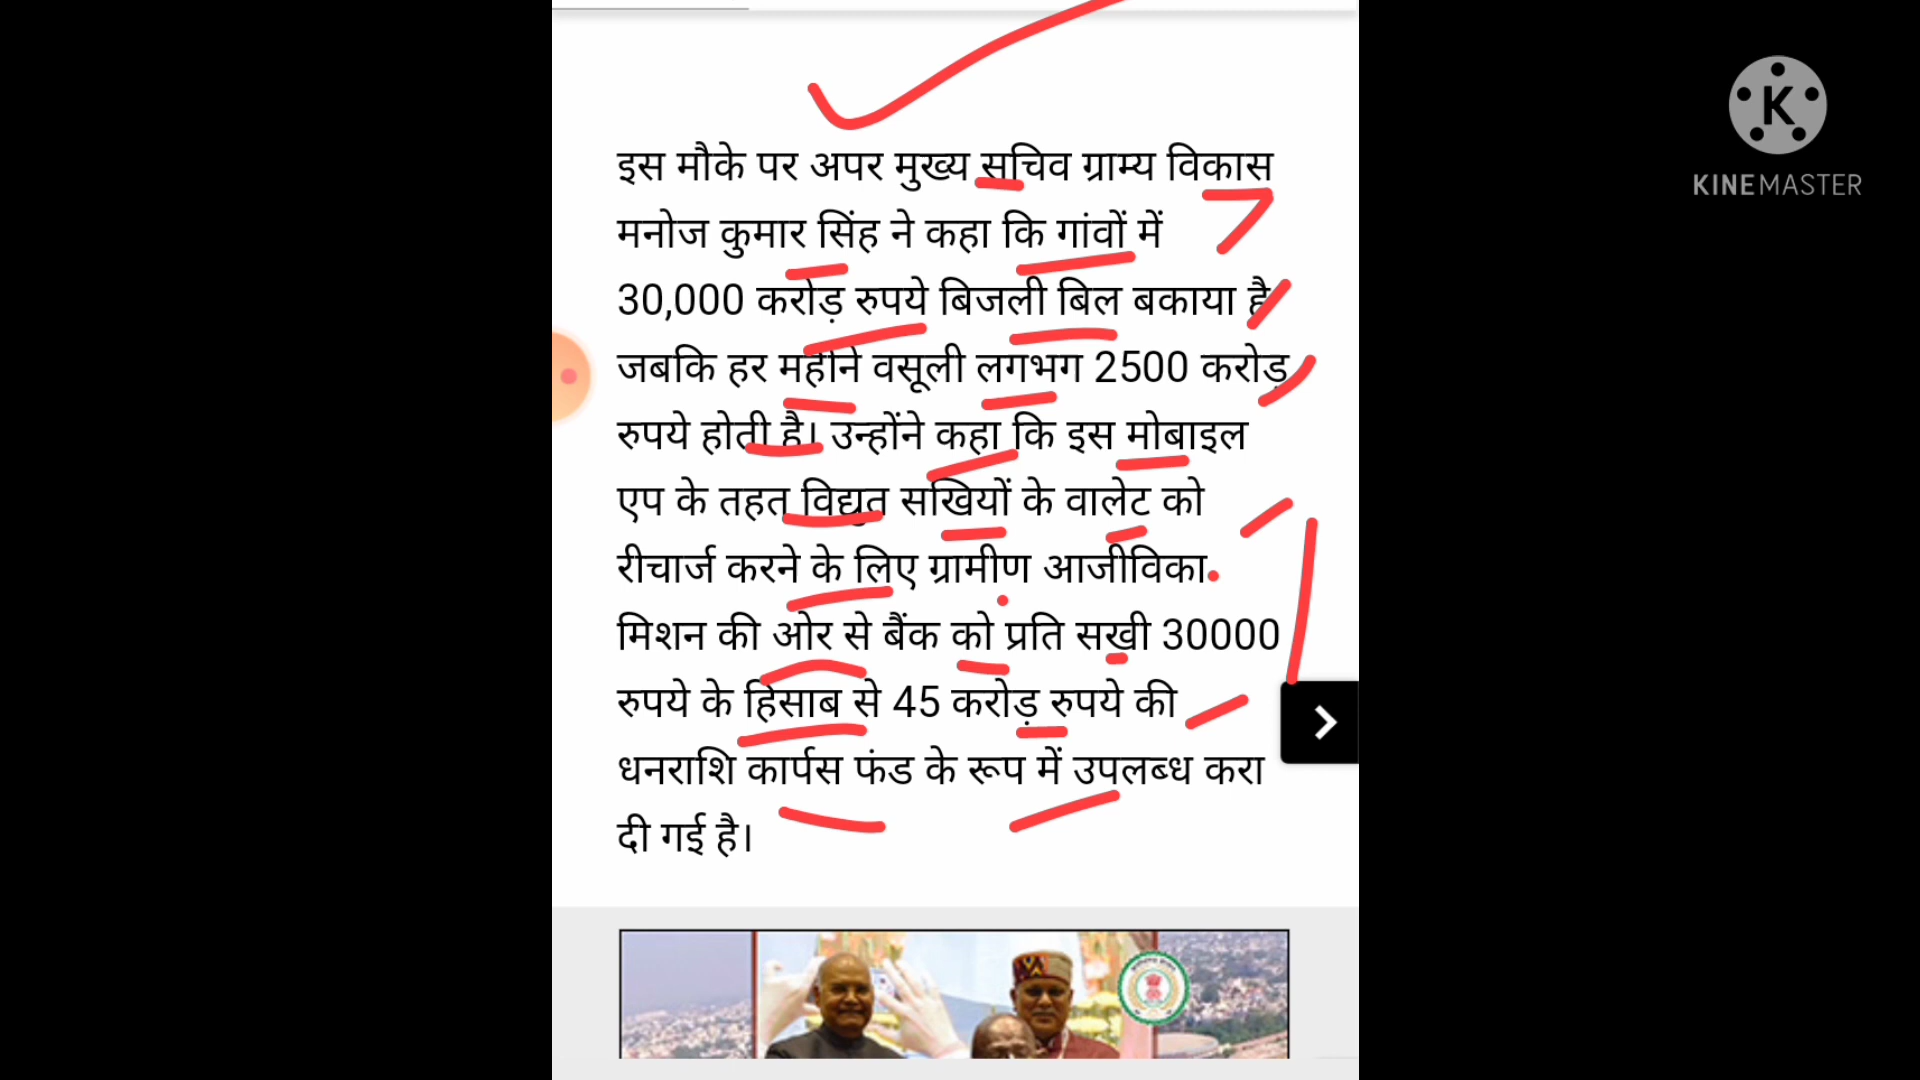 इस मौके पर अपर मुख्य सचिव ग्राम्य विकास
मनोज कुमार सिंह ने कहा कि गांवों में
30,000 करोड़ रुपये बिजली बिल बकाया है
जबकि हर महीने वसूली लगभग 2500 करोड़
रुपये होती है। उन्होंने कहा कि इस मोबाइल
एप के तहत विद्युत सखियों के वालेट को
रीचार्ज करने के लिए ग्रामीण आजीविका
मिशन की ओर से बैंक को प्रति सखी 30000
रुपये के हिसाब से 45 करोड़ रुपये की
धनराशि कार्पस फंड के रूप में उपलब्ध करा
दी गई है।
K
KINEMASTER